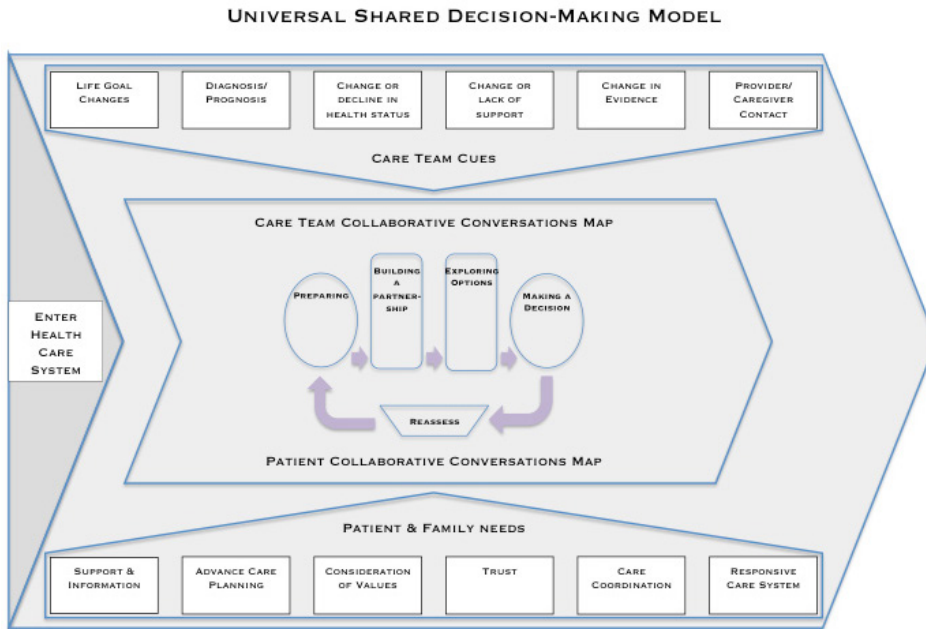 Universal Shared Decision-Making Model
Life Goal
Changes
Diagnosis/
Prognosis
Change or
decline in
health status
Change or
lack of
support
Change in
Evidence
Provider/
Caregiver
Contact
Care Team Cues
Care Team Collaborative Conversations Map
Enter
Health
Care
System
Preparing
Building
a
partner-
ship
Exploring
Options
Making a
Decision
Reassess
Patient Collaborative Conversations Map
Patient & Family needs
Support &
Information
Advance Care
Planning
Consideration
of Values
Trust
Care
Coordination
Responsive
Care System